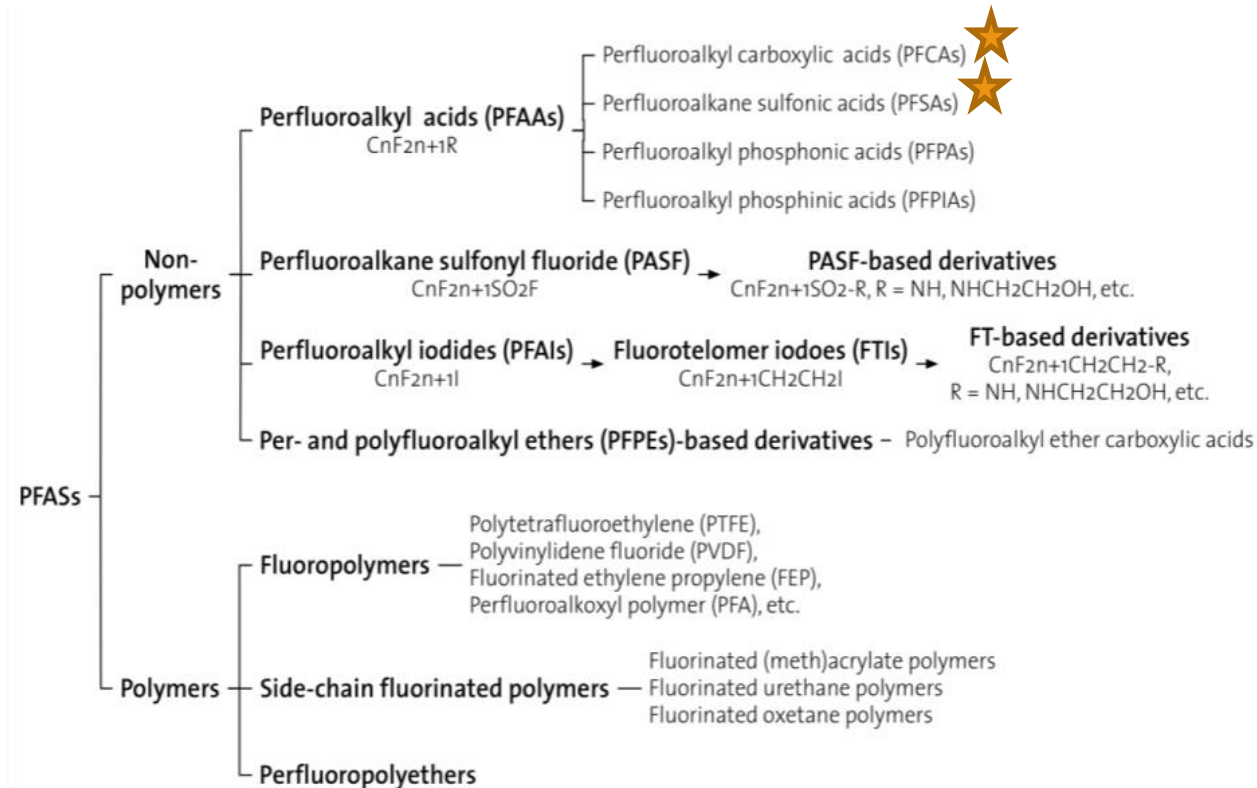 Perfluoroalkyl carboxylic acids (PFCAs)
Perfluoroalkane sulfonic acids (PFSAs)
Perfluoroalkyl acids (PFAAs)
CnF2n+1R
Perfluoroalkyl phosphonic acids (PFPAs)
Perfluoroalkyl phosphinic acids (PFPIAs)
Non-
polymers
Perfluoroalkane sulfonyl fluoride (PASF)
CnF2n+1SO2F
PASF-based derivatives
CnF2n+1SO2-R, R = NH, NHCH2CH2OH, etc.
Perfluoroalkyl iodides (PFAIs)
CnF2n+1I
Fluorotelomer iodoes (FTIs)
CnF2n+1CH2CH2I
FT-based derivatives
CnF2n+1CH2CH2-R,
R = NH, NHCH2CH2OH, etc.
Per- and polyfluoroalkyl ethers (PFPEs)-based derivatives – Polyfluoroalkyl ether carboxylic acids
PFASs
Fluoropolymers
Polytetrafluoroethylene (PTFE),
Polyvinylidene fluoride (PVDF),
Fluorinated ethylene propylene (FEP),
Perfluoroalkoxyl polymer (PFA), etc.
Polymers
Side-chain fluorinated polymers
Fluorinated (meth)acrylate polymers
Fluorinated urethane polymers
Fluorinated oxetane polymers
Perfluoropolyethers